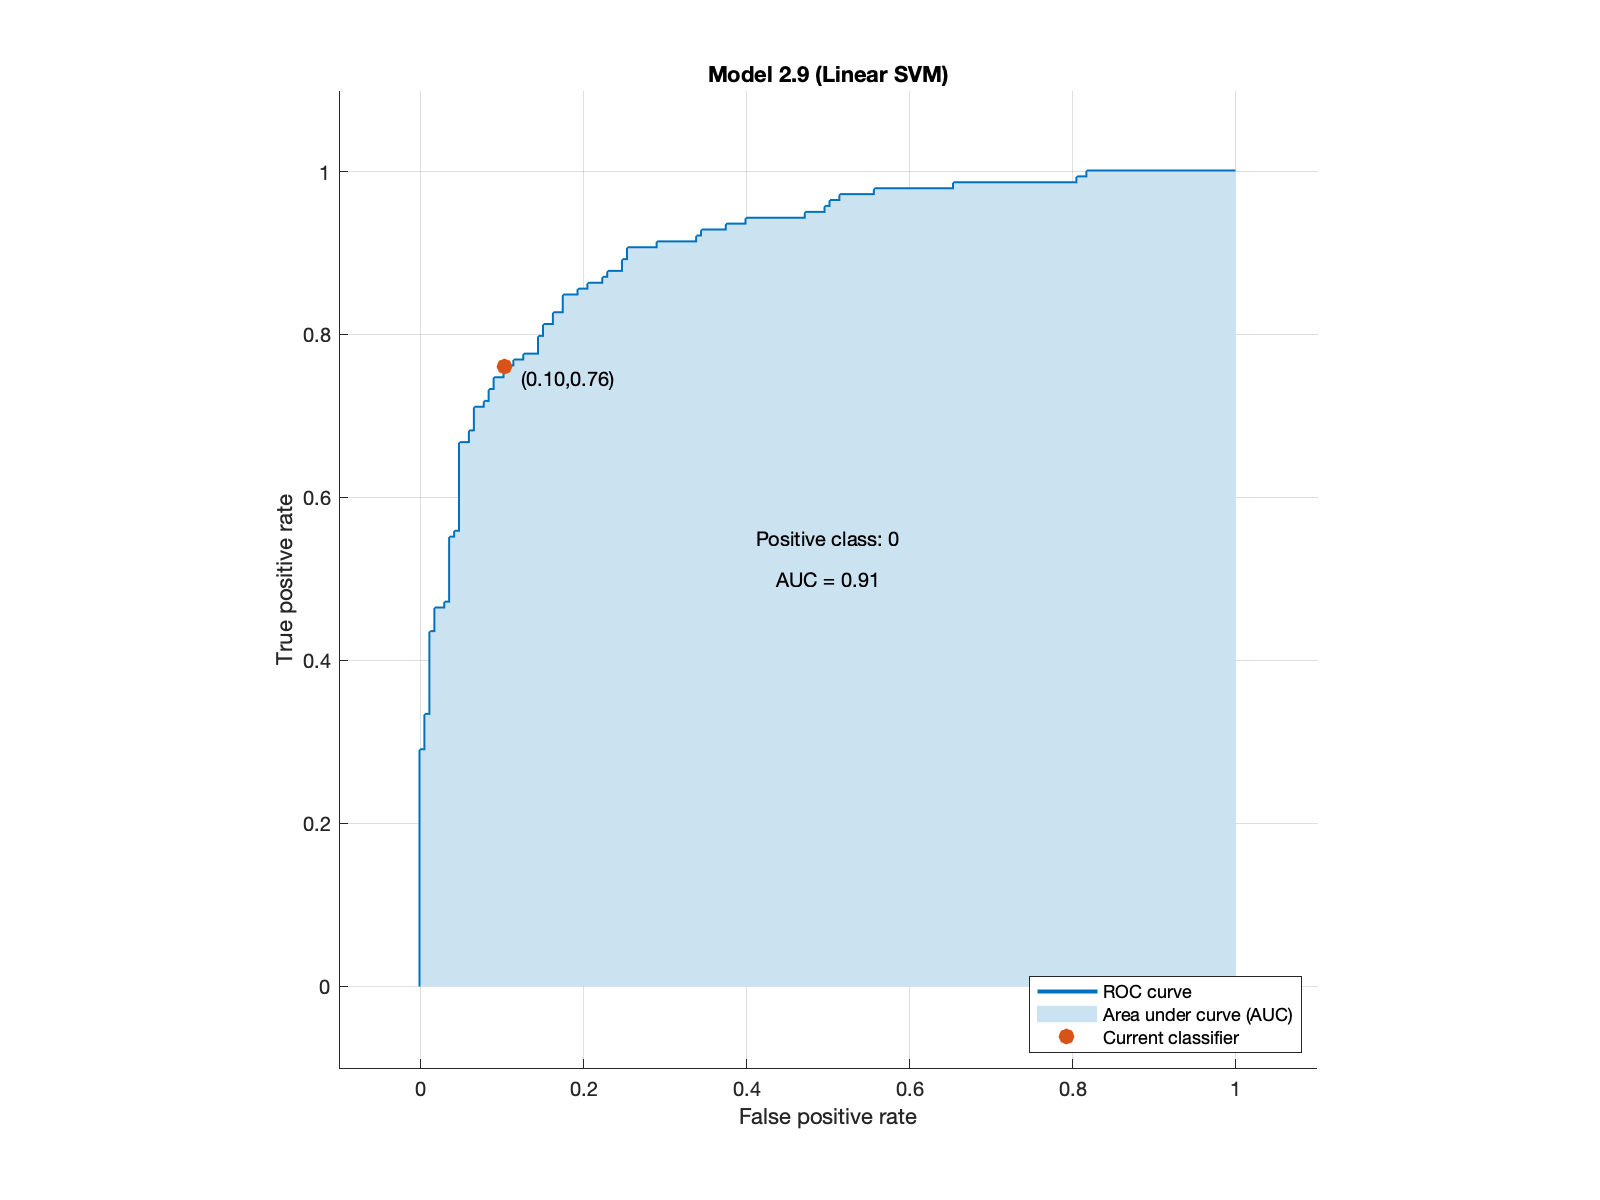 Model 2.9 (Linear SVM)
1
0.8
0.6
0.4
0.2
0
True positive rate
(0.10,0.76)
Positive class: 0
AUC = 0.91
ROC curve
Area under curve (AUC)
Current classifier
0 0.2 0.4 0.6 0.8 1
False positive rate